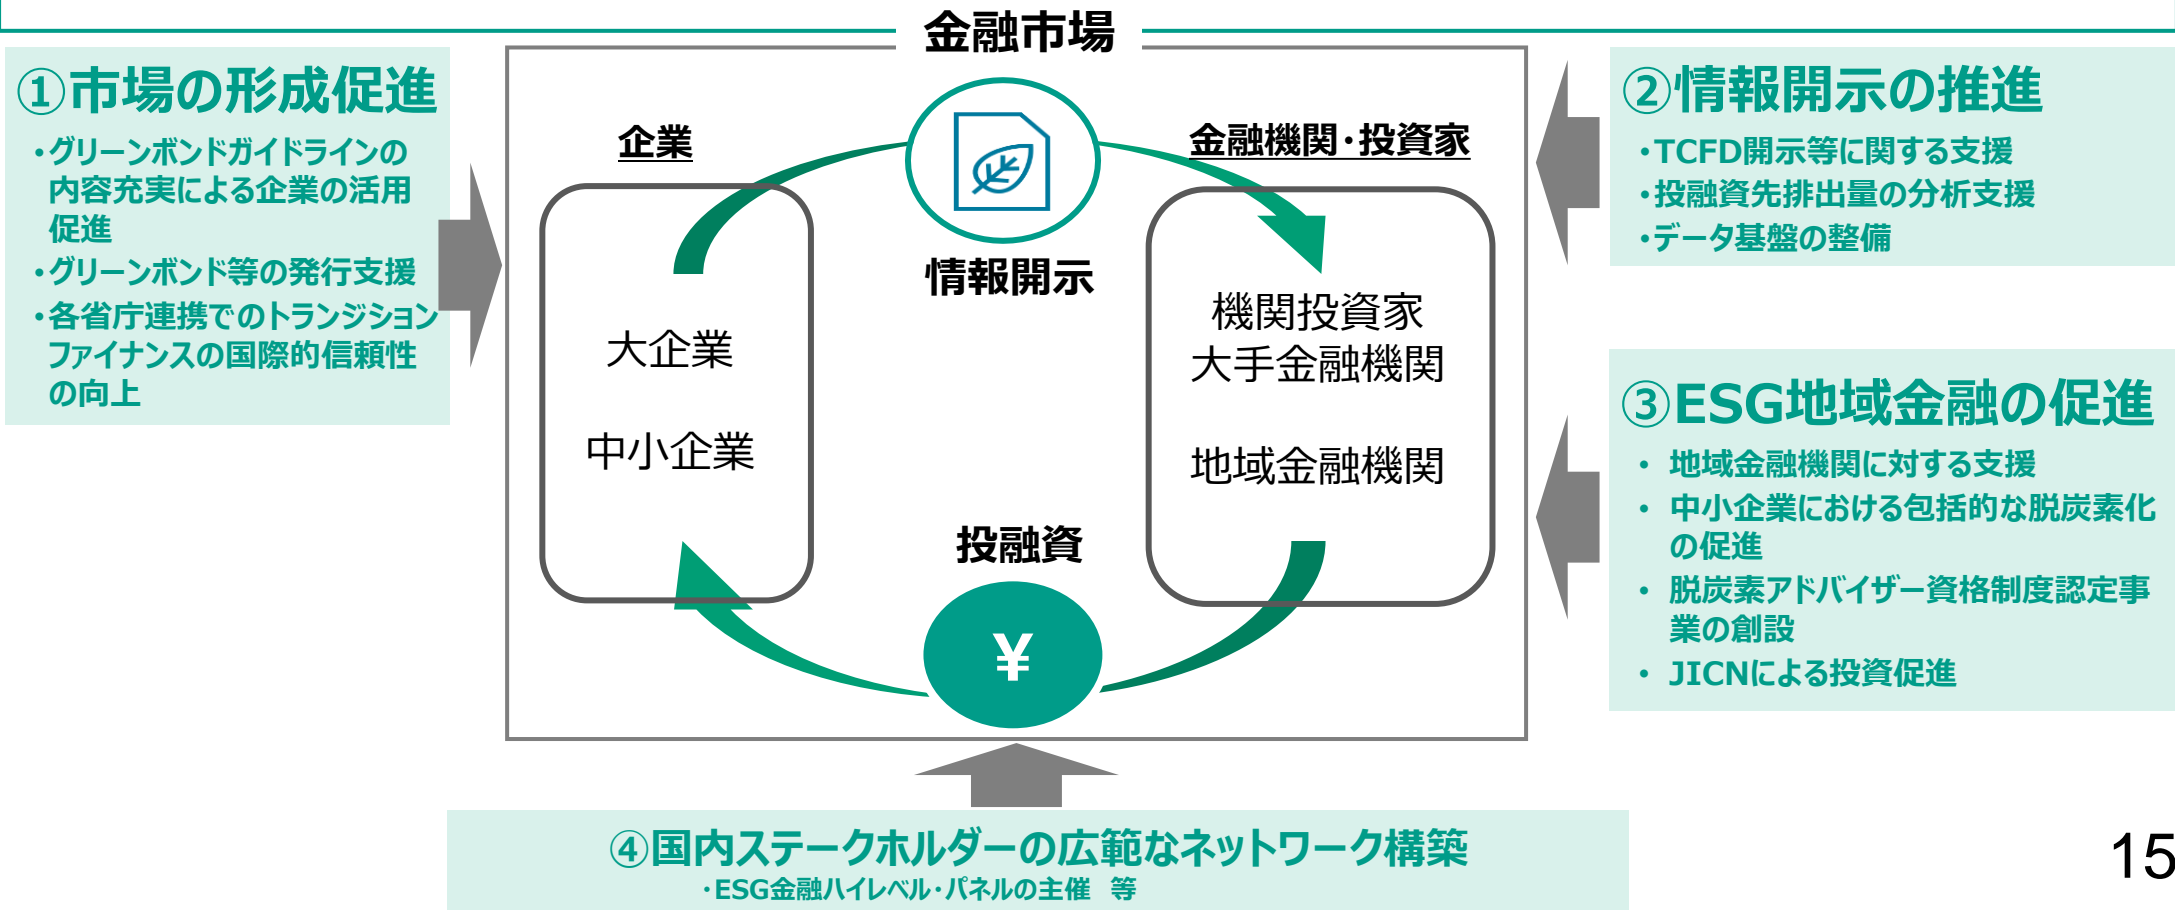 金融市場
①市場の形成促進
・グリーンボンドガイドラインの
内容充実による企業の活用
促進
・グリーンボンド等の発行支援
・各省庁連携でのトランジション
ファイナンスの国際的信頼性
の向上
企業
大企業
中小企業
情報開示
投融資
¥
金融機関・投資家
機関投資家
大手金融機関
地域金融機関
②情報開示の推進
・TCFD開示等に関する支援
・投融資先排出量の分析支援
・データ基盤の整備
③ESG地域金融の促進
・ 地域金融機関に対する支援
・ 中小企業における包括的な脱炭素化
の促進
・ 脱炭素アドバイザー資格制度認定事
業の創設
・ JICNによる投資促進
④国内ステークホルダーの広範なネットワーク構築
・ESG金融ハイレベル・パネルの主催 等
15